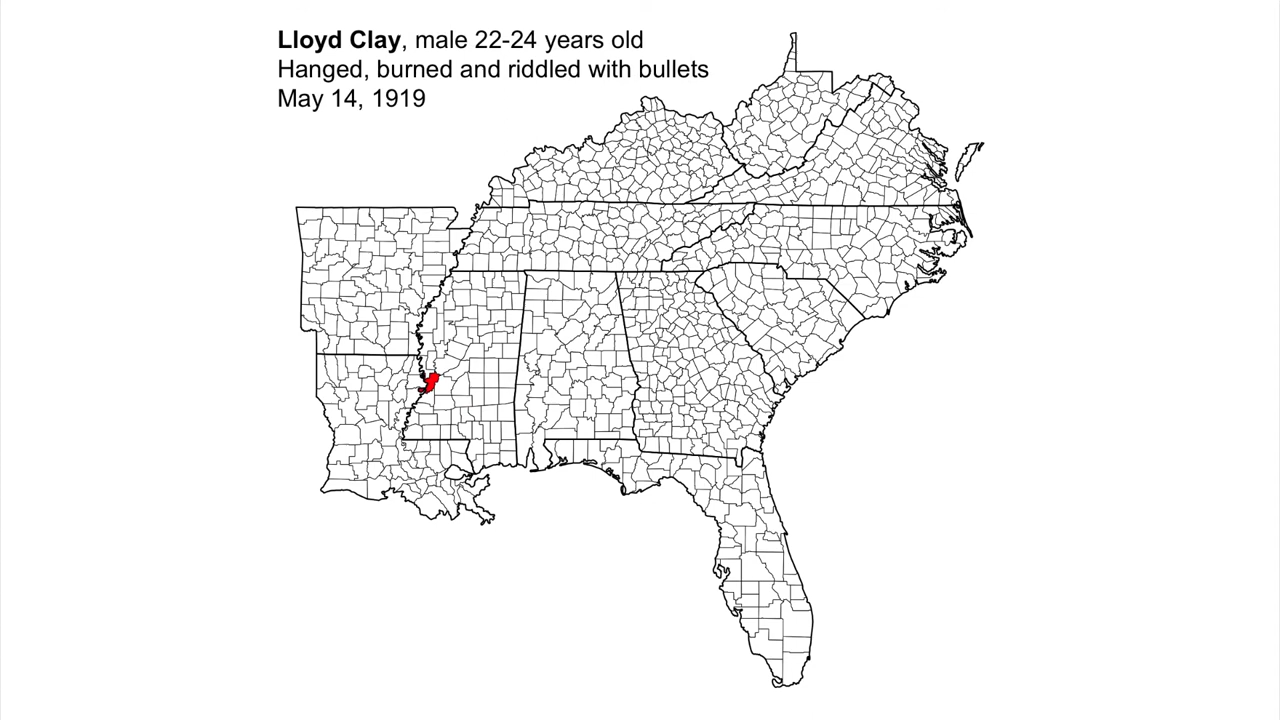 Lloyd Clay, male 22-24 years old
Hanged, burned and riddled with bullets
May 14, 1919